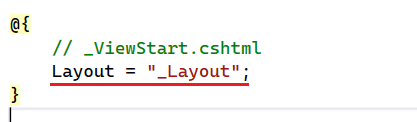 @{
// _ViewStart.cshtml
Layout = "_Layout";
}